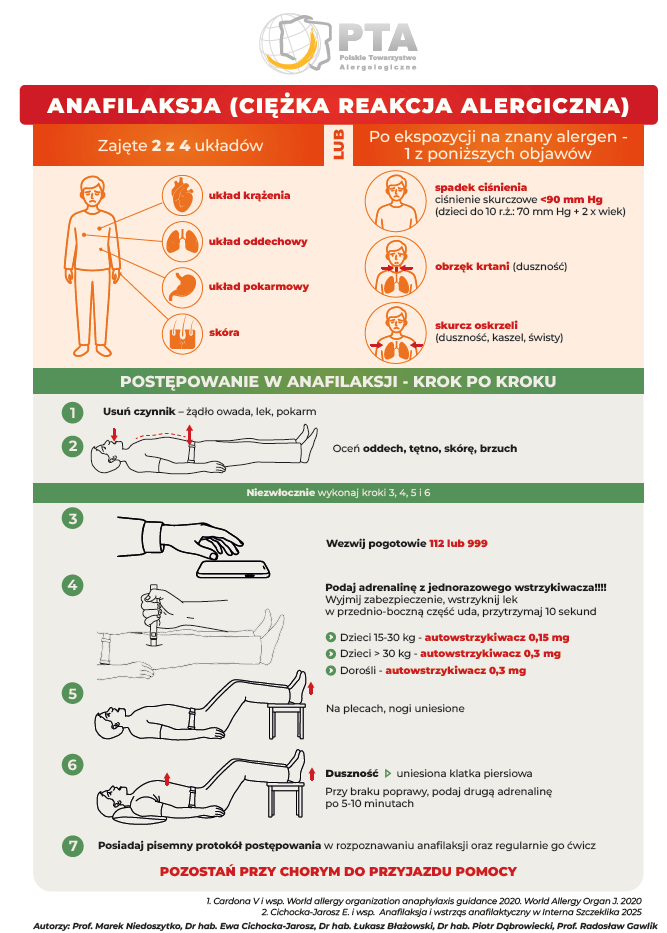 PTA
Polskie Towarzystwo
Alergologiczne
ANAFILAKSJA (CIĘŻKA REAKCJA ALERGICZNA)
Zajęte 2 z 4 układów
LUB
Po ekspozycji na znany alergen -
1 z poniższych objawów
układ krążenia
układ oddechowy
układ pokarmowy
skóra
spadek ciśnienia
ciśnienie skurczowe <90 mm Hg
(dzieci do 10 r.ż.: 70 mm Hg + 2 x wiek)
obrzęk krtani (duszność)
skurcz oskrzeli
(duszność, kaszel, świsty)
POSTĘPOWANIE W ANAFILAKSJI - KROK PO KROKU
1 Usuń czynnik – żądło owada, lek, pokarm
2 Oceń oddech, tętno, skórę, brzuch
Niezwłocznie wykonaj kroki 3, 4, 5 i 6
3 Wezwij pogotowie 112 lub 999
4 Podaj adrenalinę z jednorazowego wstrzykiwacza!!!!
Wyjmij zabezpieczenie, wstrzyknij lek
w przednio-boczną część uda, przytrzymaj 10 sekund
Dzieci 15-30 kg - autowstrzykiwacz 0,15 mg
Dzieci > 30 kg - autowstrzykiwacz 0,3 mg
Dorośli - autowstrzykiwacz 0,3 mg
5 Na plecach, nogi uniesione
6 Duszność uniesiona klatka piersiowa
Przy braku poprawy, podaj drugą adrenalinę
po 5-10 minutach
7 Posiadaj pisemny protokół postępowania w rozpoznawaniu anafilaksji oraz regularnie go ćwicz
POZOSTAŃ PRZY CHORYM DO PRZYJAZDU POMOCY
1. Cardona V i wsp. World allergy organization anaphylaxis guidance 2020. World Allergy Organ J. 2020
2. Cichocka-Jarosz E. i wsp. Anafilaksja i wstrząs anafilaktyczny w Interna Szczeklika 2025
Autorzy: Prof. Marek Niedoszytko, Dr hab. Ewa Cichocka-Jarosz, Dr hab. Łukasz Błażowski, Dr hab. Piotr Dąbrowiecki, Prof. Radosław Gawlik